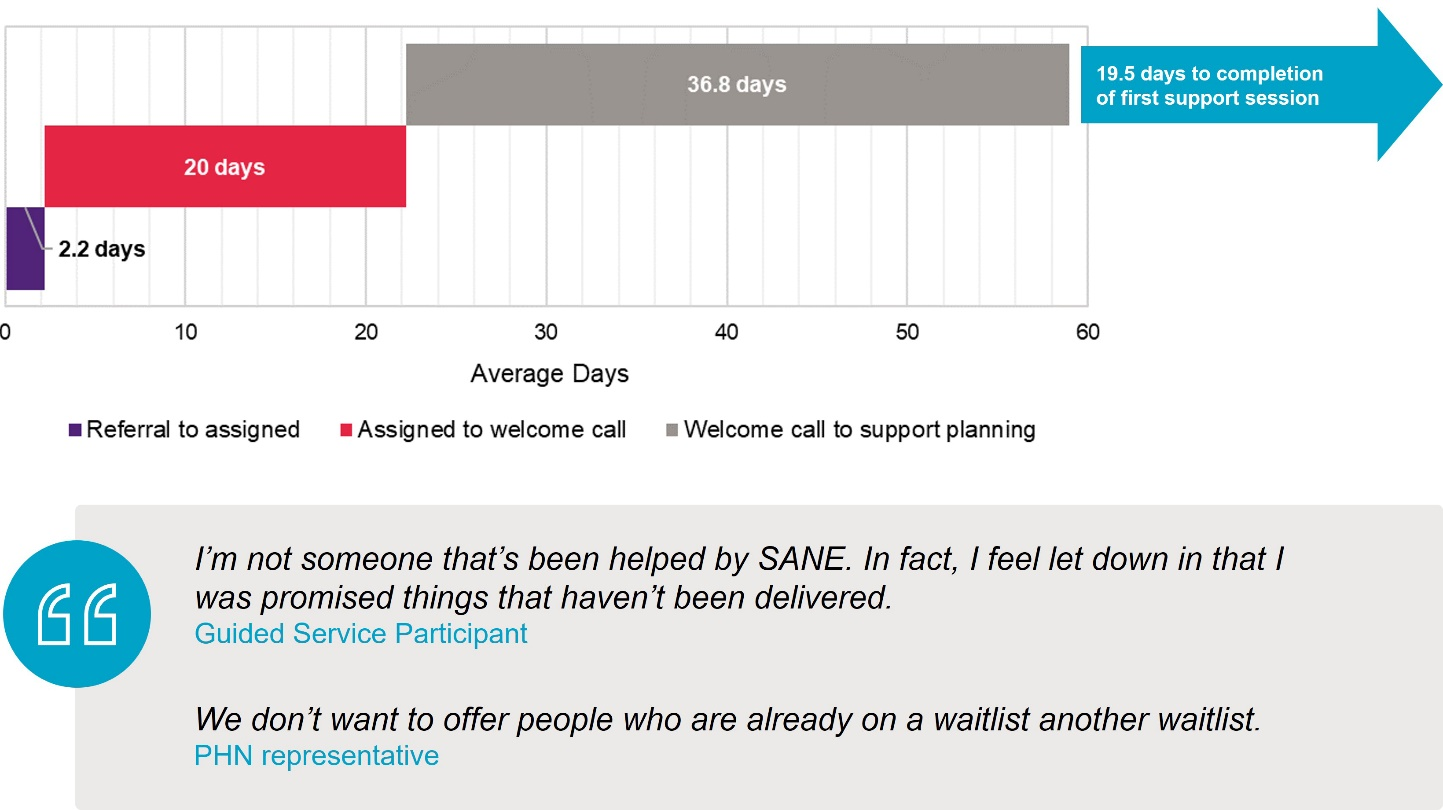 36.8 days
19.5 days to completion
of first support session
20 days
2.2 days
0 10 20 30 40 50 60
Average Days
Referral to assigned Assigned to welcome call Welcome call to support planning
I’m not someone that’s been helped by SANE. In fact, I feel let down in that I
was promised things that haven’t been delivered.
Guided Service Participant
We don’t want to offer people who are already on a waitlist another waitlist.
PHN representative